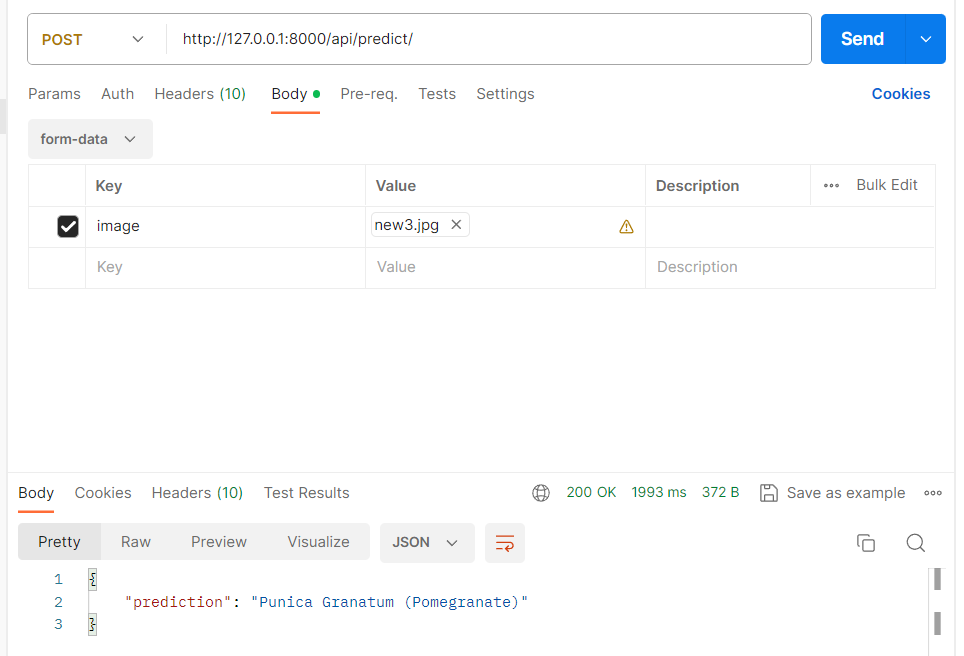 POST http://127.0.0.1:8000/api/predict/ Send
Params Auth Headers (10) Body Pre-req. Tests Settings Cookies
form-data
Key Value Description Bulk Edit
image new3.jpg
Key Value Description
Body Cookies Headers (10) Test Results 200 OK 1993 ms 372 B Save as example
Pretty Raw Preview Visualize JSON
1 {
2 "prediction": "Punica Granatum (Pomegranate)"
3 }